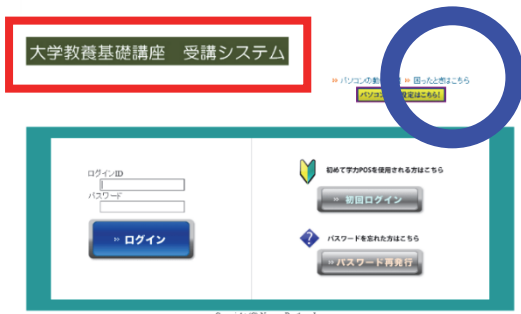 大学教養基礎講座 受講システム
» パソコンの動 » 困ったときはこちら
パソコン 設定はこちら!
ログインID
パスワード
» ログイン
初めて学力POSを使用される方はこちら
» 初回ログイン
パスワードを忘れた方はこちら
» パスワード再発行